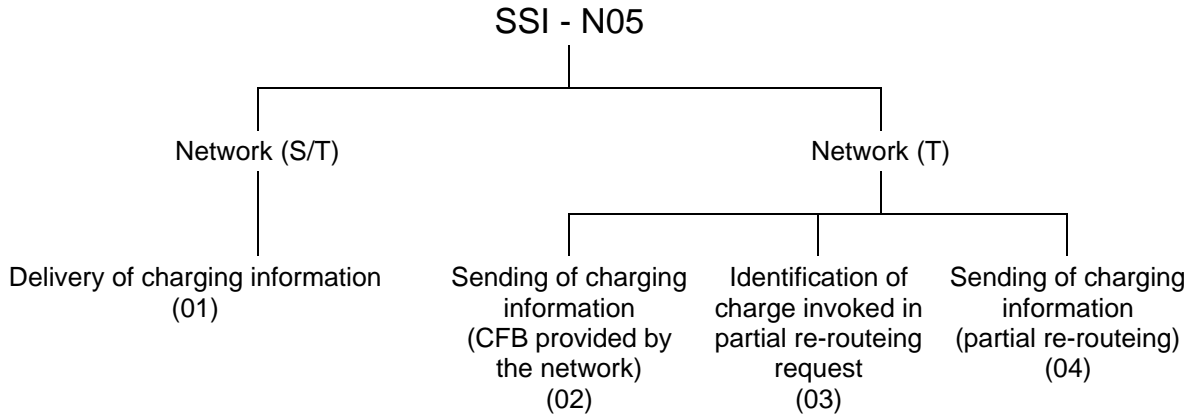 SSI - N05
Network (S/T)
Network (T)
Delivery of charging information
(01)
Sending of charging
information
(CFB provided by
the network)
(02)
Identification of
charge invoked in
partial re-routeing
request
(03)
Sending of charging
information
(partial re-routeing)
(04)